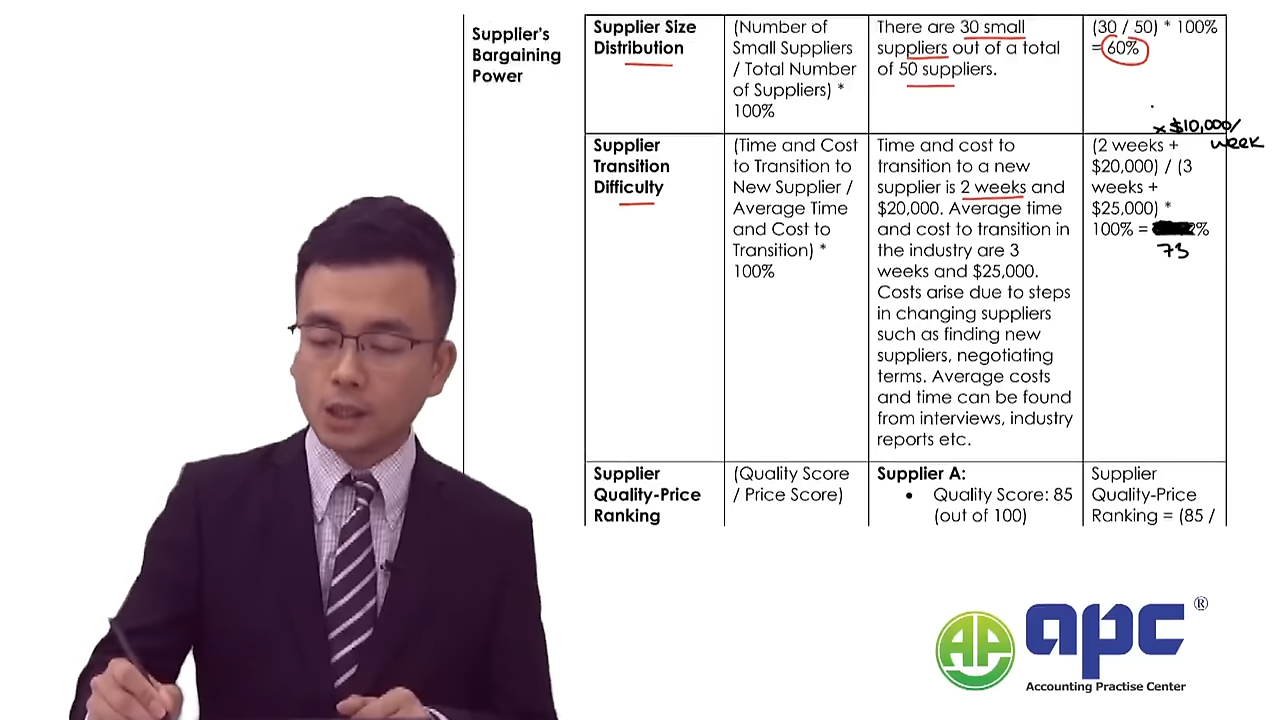 Supplier's
Bargaining
Power
Supplier Size
Distribution
(Number of
Small Suppliers
/ Total Number
of Suppliers) *
100%
There are 30 small
suppliers out of a total
of 50 suppliers.
(30 / 50) * 100%
= 60%
x $10,000/
week
Supplier
Transition
Difficulty
(Time and Cost
to Transition to
New Supplier /
Average Time
and Cost to
Transition) *
100%
Time and cost to
transition to a new
supplier is 2 weeks and
$20,000. Average time
and cost to transition in
the industry are 3
weeks and $25,000.
Costs arise due to steps
in changing suppliers
such as finding new
suppliers, negotiating
terms. Average costs
and time can be found
from interviews, industry
reports etc.
(2 weeks +
$20,000) / (3
weeks +
$25,000) *
100% = %
73
Supplier
Quality-Price
Ranking
(Quality Score
/ Price Score)
Supplier A:
• Quality Score: 85
(out of 100)
Supplier
Quality-Price
Ranking = (85 /
AP apc ®
Accounting Practise Center